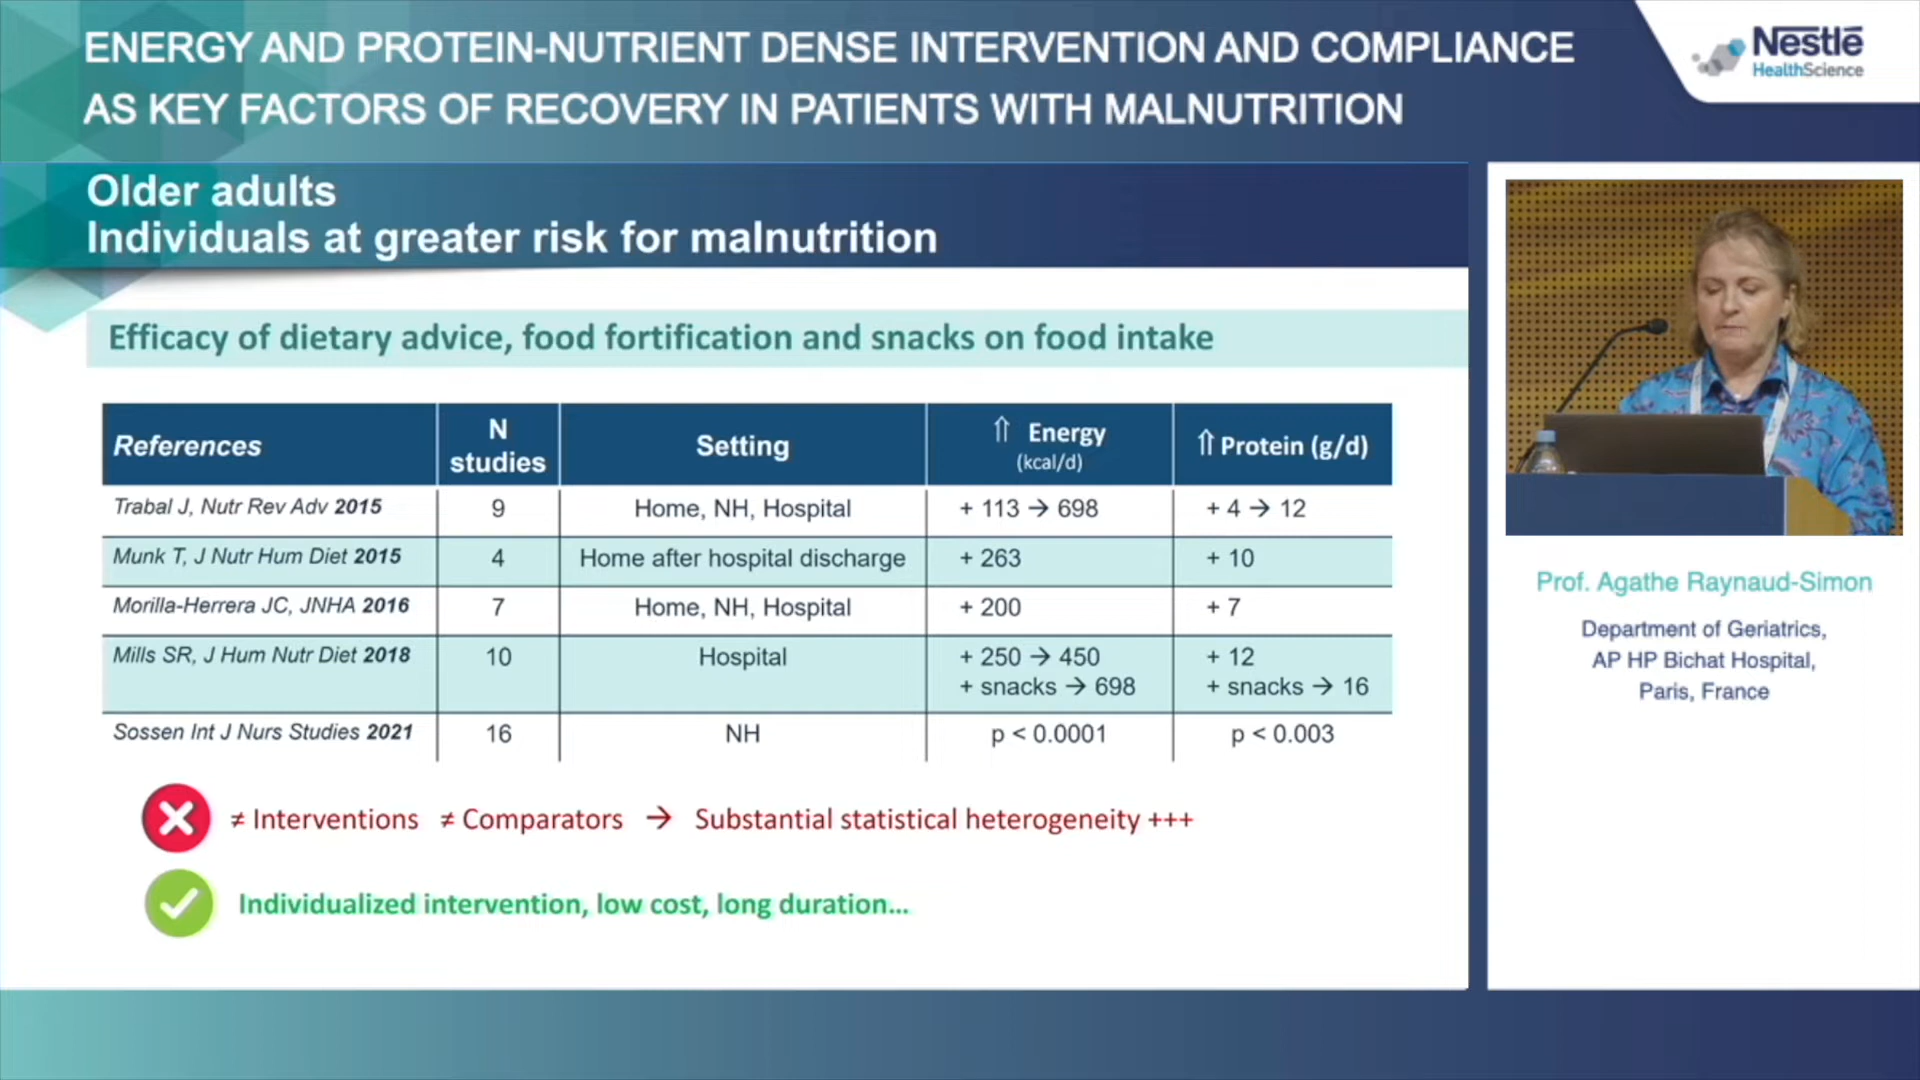 ENERGY AND PROTEIN-NUTRIENT DENSE INTERVENTION AND COMPLIANCE
AS KEY FACTORS OF RECOVERY IN PATIENTS WITH MALNUTRITION
Nestlé
HealthScience
Older adults
Individuals at greater risk for malnutrition
Efficacy of dietary advice, food fortification and snacks on food intake
References N studies Setting ⇑ Energy (kcal/d) ⇑ Protein (g/d)
Trabal J, Nutr Rev Adv 2015 9 Home, NH, Hospital + 113 → 698 + 4 → 12
Munk T, J Nutr Hum Diet 2015 4 Home after hospital discharge + 263 + 10
Morilla-Herrera JC, JNHA 2016 7 Home, NH, Hospital + 200 + 7
Mills SR, J Hum Nutr Diet 2018 10 Hospital + 250 → 450 + 12
+ snacks → 698 + snacks → 16
Sossen Int J Nurs Studies 2021 16 NH p < 0.0001 p < 0.003
≠ Interventions ≠ Comparators → Substantial statistical heterogeneity +++
Individualized intervention, low cost, long duration...
Prof. Agathe Raynaud-Simon
Department of Geriatrics,
AP HP Bichat Hospital,
Paris, France